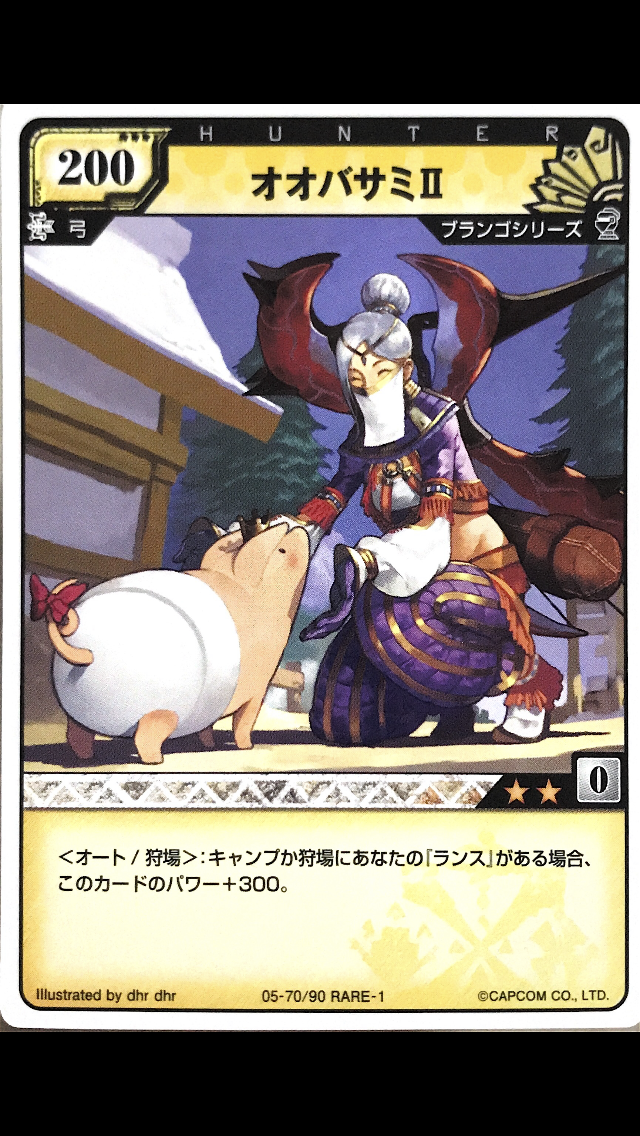 HUNTER
200
オオバサミⅡ
弓
ブランゴシリーズ
0
＜オート / 狩場＞：キャンプか狩場にあなたの『ランス』がある場合、
このカードのパワー＋300。
Illustrated by dhr dhr
05-70/90 RARE-1
©CAPCOM CO., LTD.